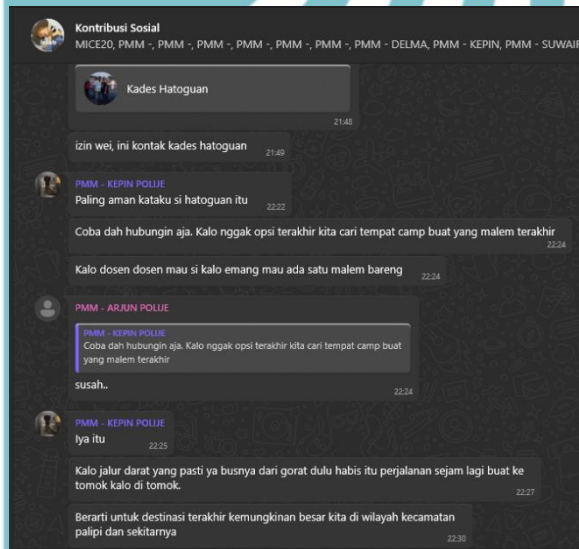 Kontribusi Sosial
MICE20, PMM -, PMM -, PMM -, PMM -, PMM -, PMM - DELMA, PMM - KEPIN, PMM - SUWAIF
Kades Hatoguan
21:48
izin wei, ini kontak kades hatoguan
21:49
PMM - KEPIN POLIJE
Paling aman kataku si hatoguan itu
22:22
Coba dah hubungin aja. Kalo nggak opsi terakhir kita cari tempat camp buat yang malem terakhir
22:24
Kalo dosen dosen mau si kalo emang mau ada satu malem bareng
22:24
PMM - ARJUN POLIJE
PMM - KEPIN POLIJE
Coba dah hubungin aja. Kalo nggak opsi terakhir kita cari tempat camp buat
yang malem terakhir
susah..
22:24
PMM - KEPIN POLIJE
Iya itu
22:25
Kalo jalur darat yang pasti ya busnya dari gorat dulu habis itu perjalanan sejam lagi buat ke
tomok kalo di tomok.
22:27
Berarti untuk destinasi terakhir kemungkinan besar kita di wilayah kecamatan
palipi dan sekitarnya
22:30